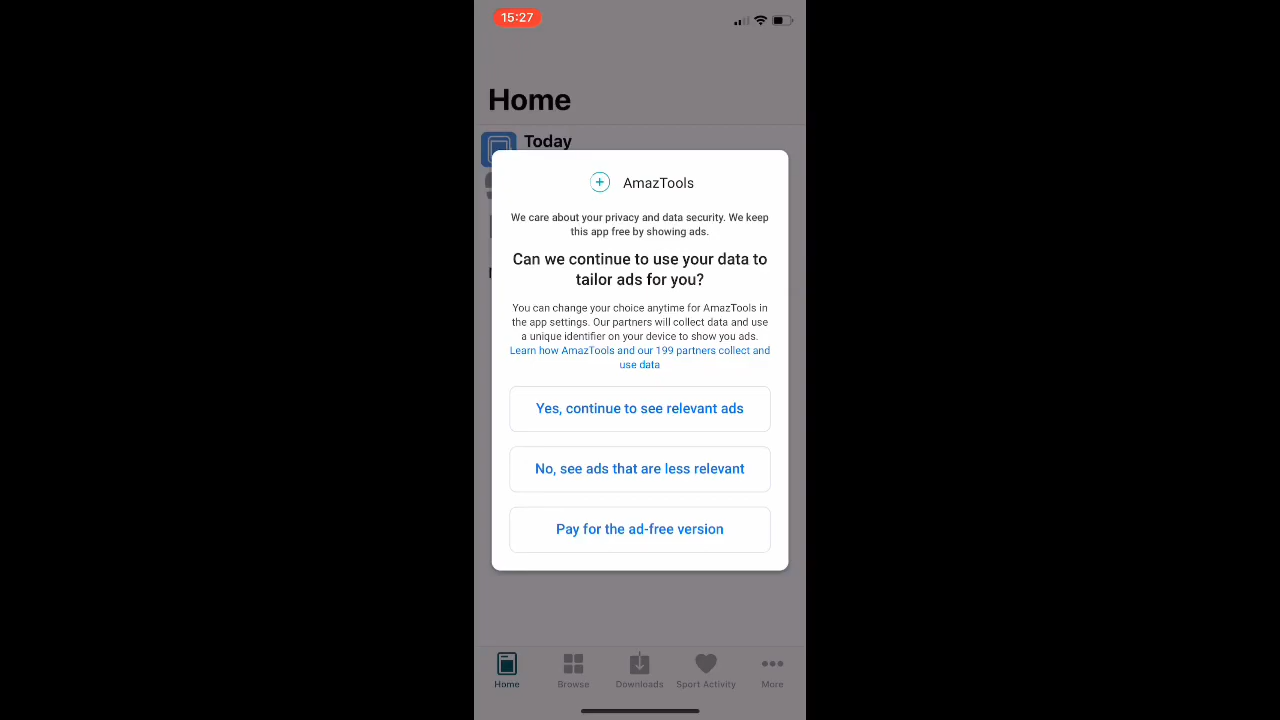 15:27
Home
Today
AmazTools
We care about your privacy and data security. We keep
this app free by showing ads.
Can we continue to use your data to
tailor ads for you?
You can change your choice anytime for AmazTools in
the app settings. Our partners will collect data and use
a unique identifier on your device to show you ads.
Learn how AmazTools and our 199 partners collect and
use data
Yes, continue to see relevant ads
No, see ads that are less relevant
Pay for the ad-free version
Home Browse Downloads Sport Activity More